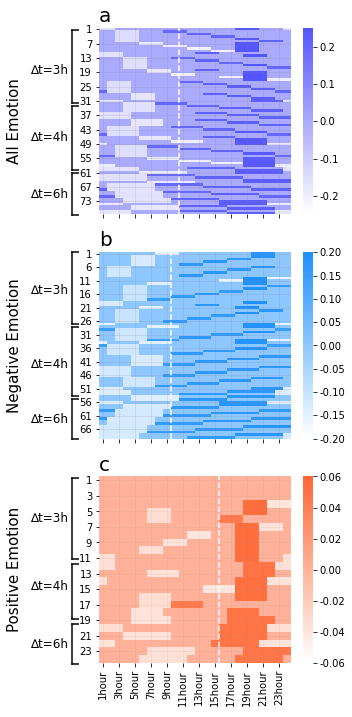 a
All Emotion
Δt=3h
Δt=4h
Δt=6h
1
7
13
19
25
31
37
43
49
55
61
67
73
0.2
0.1
0.0
-0.1
-0.2
b
Negative Emotion
Δt=3h
Δt=4h
Δt=6h
1
6
11
16
21
26
31
36
41
46
51
56
61
66
0.20
0.15
0.10
0.05
0.00
-0.05
-0.10
-0.15
-0.20
c
Positive Emotion
Δt=3h
Δt=4h
Δt=6h
1
3
5
7
9
11
13
15
17
19
21
23
0.06
0.04
0.02
0.00
-0.02
-0.04
-0.06
1hour
3hour
5hour
7hour
9hour
11hour
13hour
15hour
17hour
19hour
21hour
23hour